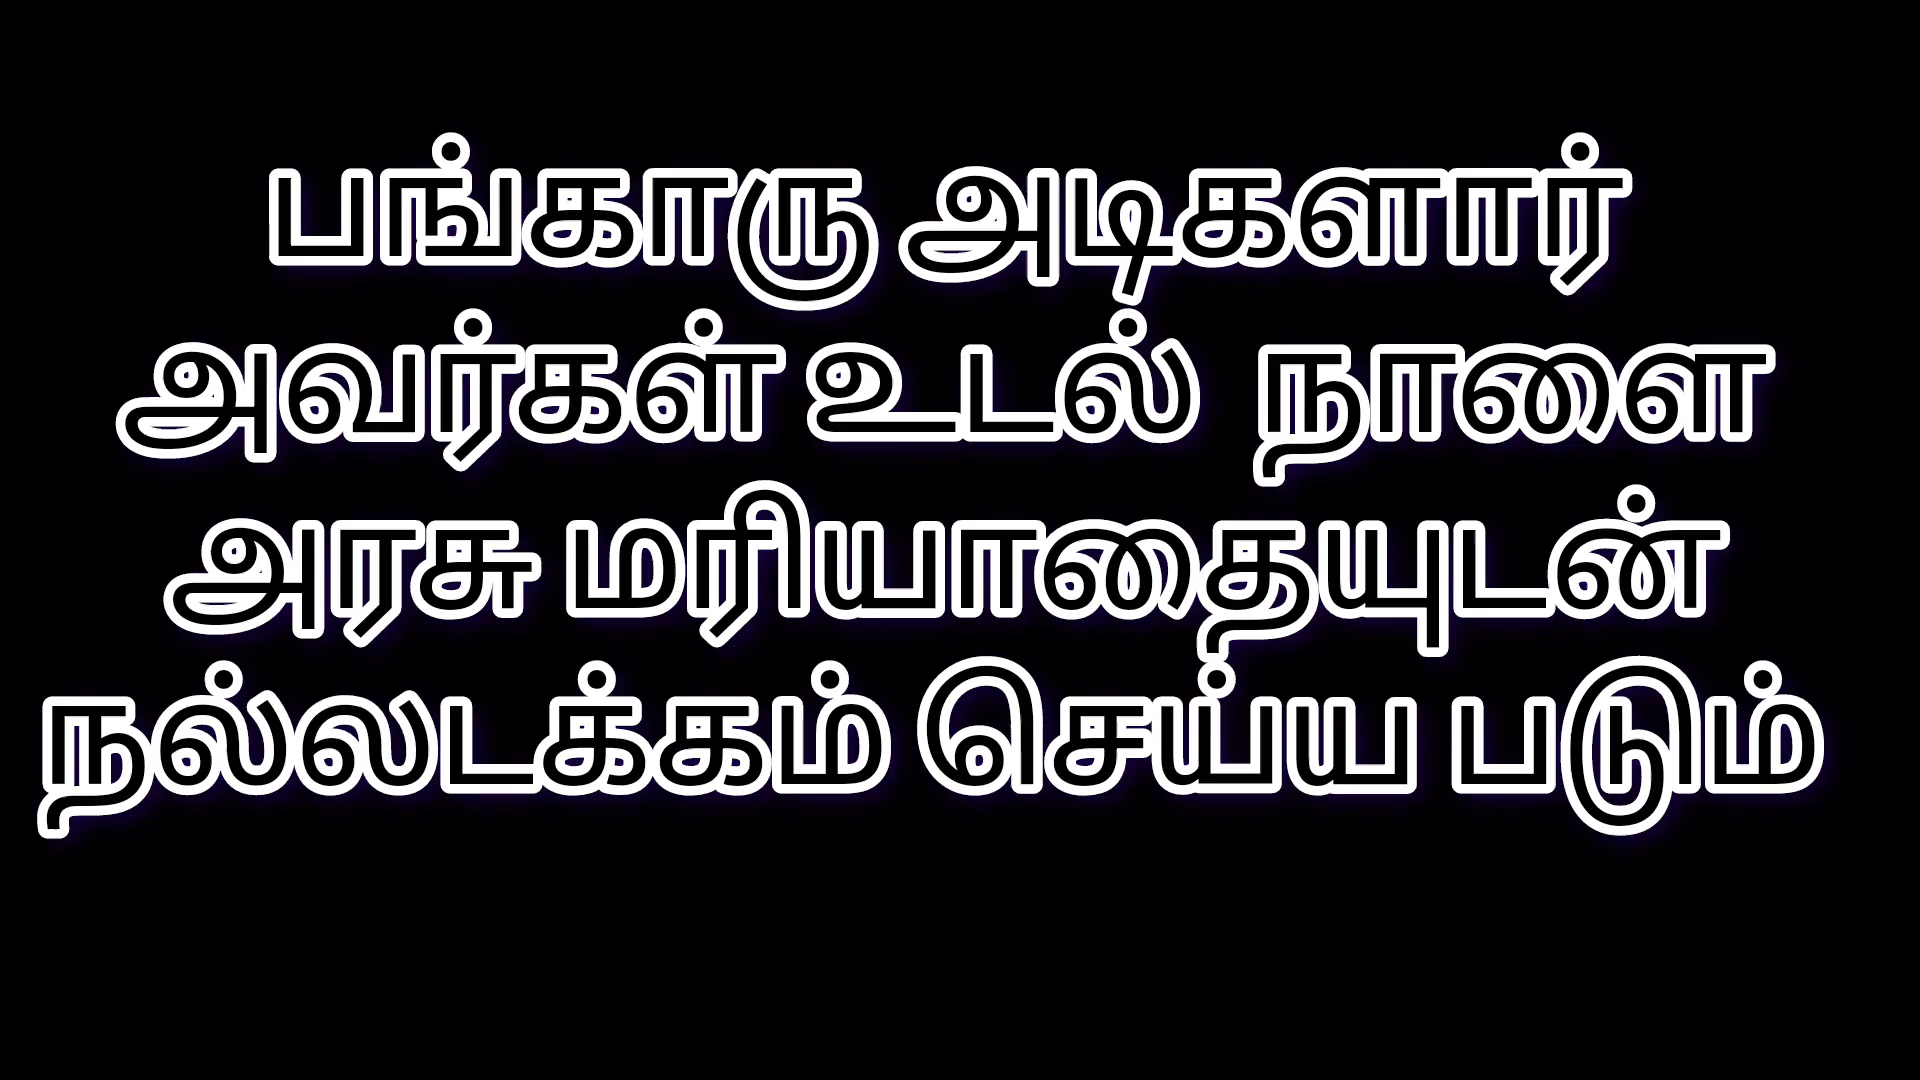 பங்காரு அடிகளார்
அவர்கள் உடல் நாளை
அரசு மரியாதையுடன்
நல்லடக்கம் செய்ய படும்